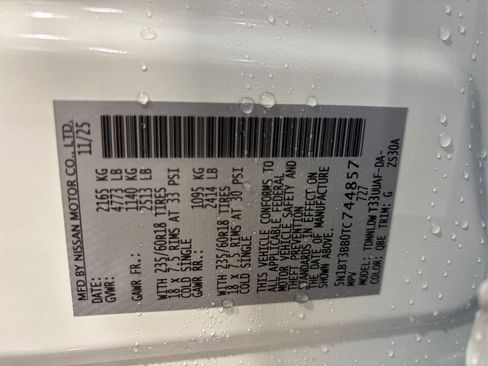 MFD BY NISSAN MOTOR CO., LTD.
DATE: 11/25
GVWR: 2165 KG
4773 LB
GAWR FR.: 1140 KG
2513 LB
WITH 235/60R18 TIRES
18 X 7.5 RIMS AT 33 PSI
COLD SINGLE
GAWR RR.: 1095 KG
2414 LB
WITH 235/60R18 TIRES
18 X 7.5 RIMS AT 30 PSI
COLD SINGLE
THIS VEHICLE CONFORMS TO
ALL APPLICABLE FEDERAL
MOTOR VEHICLE SAFETY AND
THEFT PREVENTION
STANDARDS IN EFFECT ON
THE DATE OF MANUFACTURE
SHOWN ABOVE.
5N1BT3BB0TC744857
MPV 727
MODEL: TDNNLDW T33UUAF-DA-
COLOR: QBE TRIM: G ZS30A